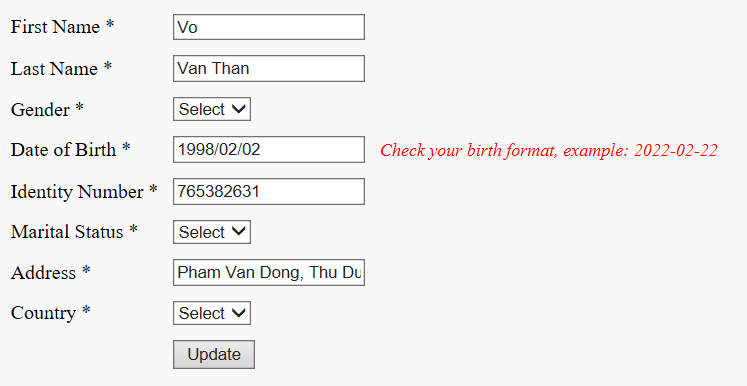 First Name * Vo
Last Name * Van Than
Gender * Select
Date of Birth * 1998/02/02 Check your birth format, example: 2022-02-22
Identity Number * 765382631
Marital Status * Select
Address * Pham Van Dong, Thu Du
Country * Select
Update